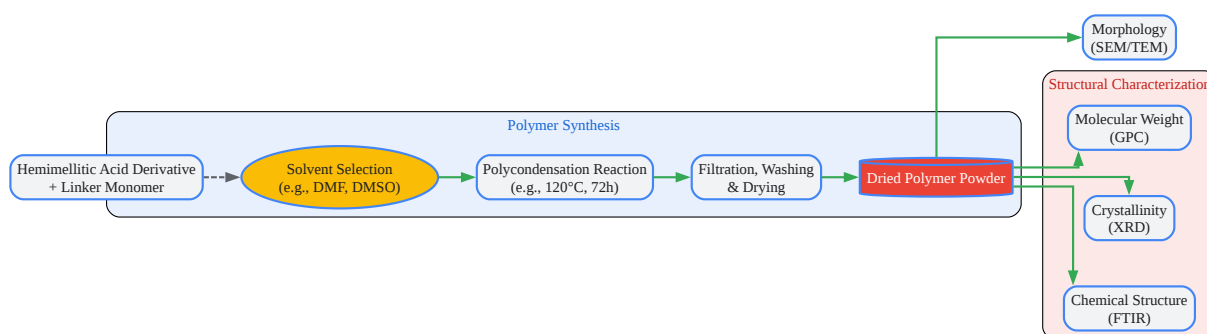 Morphology
(SEM/TEM)
Structural Characterization
Molecular Weight
(GPC)
Polymer Synthesis
Hemimellitic Acid Derivative
+ Linker Monomer
Solvent Selection
(e.g., DMF, DMSO)
Polycondensation Reaction
(e.g., 120°C, 72h)
Filtration, Washing
& Drying
Dried Polymer Powder
Crystallinity
(XRD)
Chemical Structure
(FTIR)